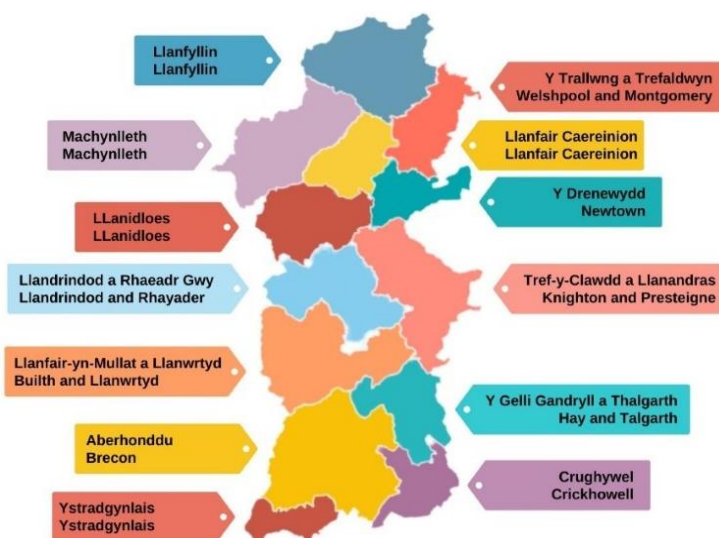 Llanfyllin
Llanfyllin
Y Trallwng a Trefaldwyn
Welshpool and Montgomery
Machynlleth
Machynlleth
Llanfair Caereinion
Llanfair Caereinion
LLanidloes
LLanidloes
Y Drenewydd
Newtown
Llandrindod a Rhaeadr Gwy
Llandrindod and Rhayader
Tref-y-Clawdd a Llanandras
Knighton and Presteigne
Llanfair-yn-Mullat a Llanwrtyd
Builth and Llanwrtyd
Y Gelli Gandryll a Thalgarth
Hay and Talgarth
Aberhonddu
Brecon
Crughywel
Crickhowell
Ystradgynlais
Ystradgynlais